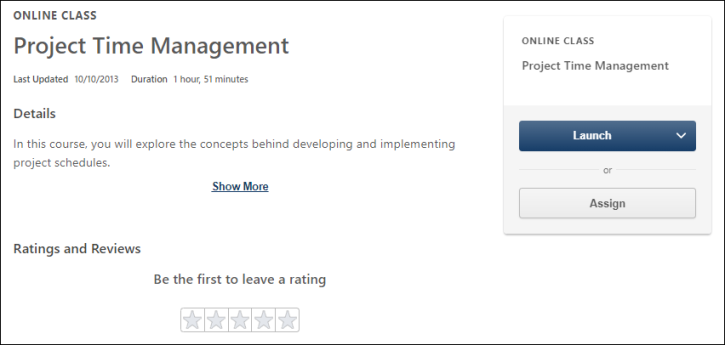 ONLINE CLASS
Project Time Management
Last Updated 10/10/2013 Duration 1 hour, 51 minutes
Details
In this course, you will explore the concepts behind developing and implementing
project schedules.
Show More
Ratings and Reviews
Be the first to leave a rating
ONLINE CLASS
Project Time Management
Launch
or
Assign